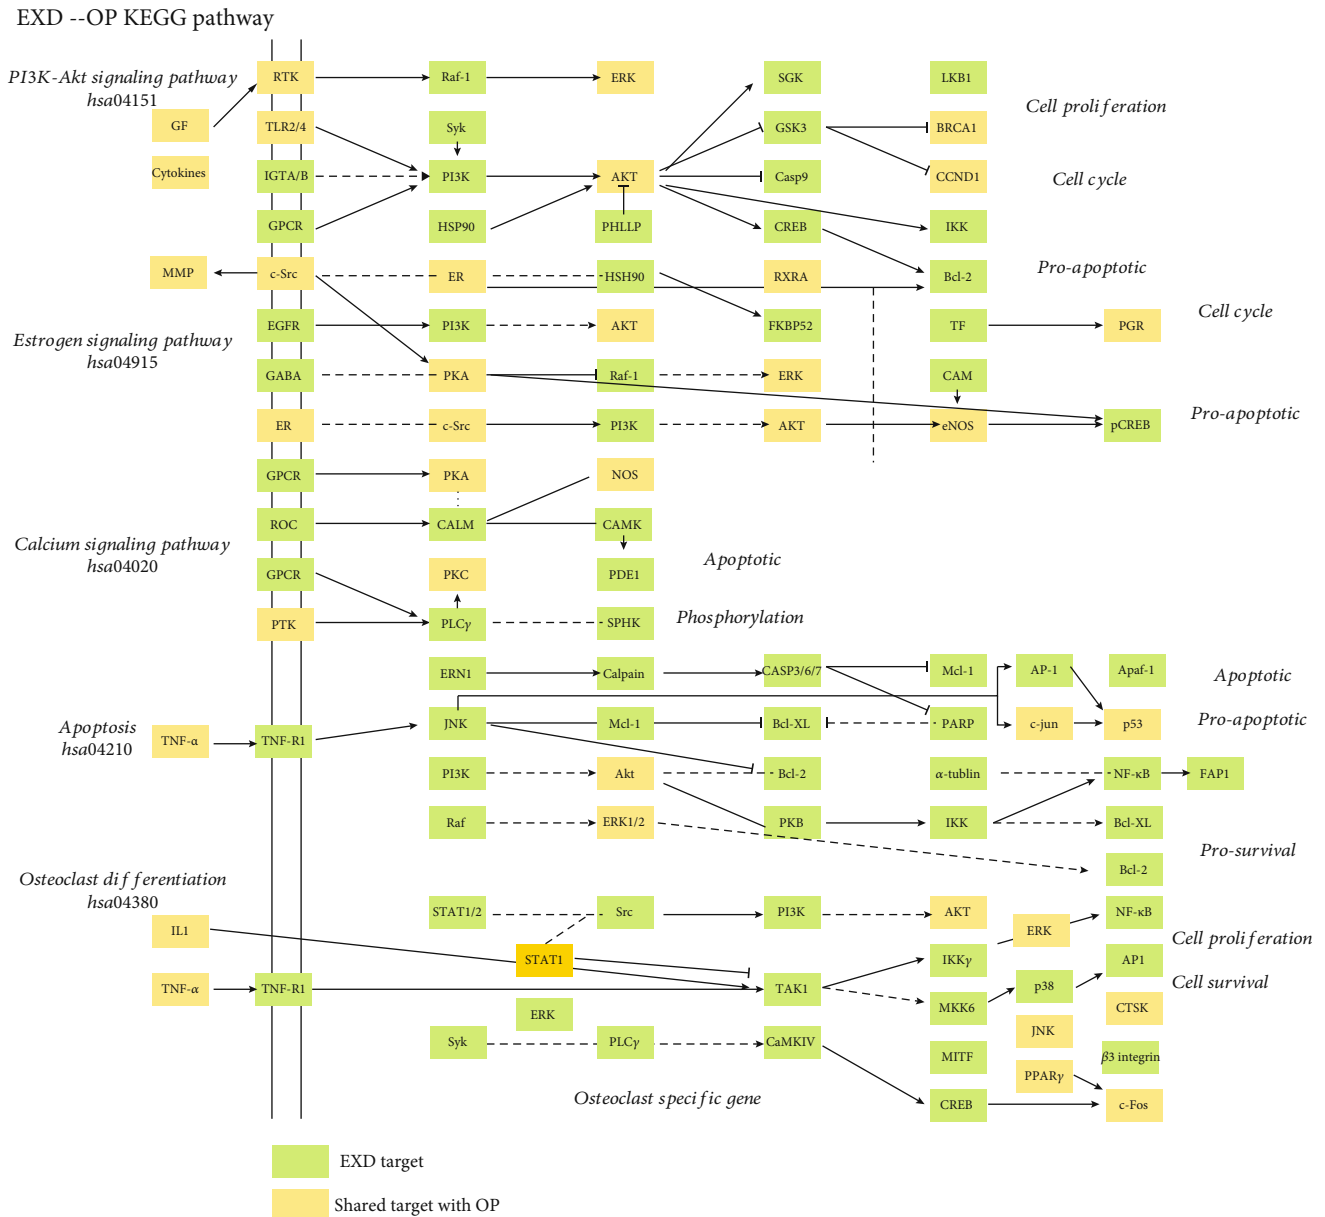 EXD --OP KEGG pathway
PI3K-Akt signaling pathway
hsa04151
RTK
Raf-1
ERK
SGK
LKB1
Cell proliferation
GF
TLR2/4
Syk
GSK3
BRCA1
Cytokines
IGTA/B
PI3K
AKT
Casp9
CCND1
Cell cycle
GPCR
HSP90
PHLLP
CREB
IKK
MMP
c-Src
ER
HSH90
RXRA
Bcl-2
Pro-apoptotic
Estrogen signaling pathway
hsa04915
EGFR
PI3K
AKT
FKBP52
TF
PGR
Cell cycle
GABA
PKA
Raf-1
ERK
CAM
ER
c-Src
PI3K
AKT
eNOS
pCREB
Pro-apoptotic
GPCR
PKA
NOS
Calcium signaling pathway
hsa04020
ROC
CALM
CAMK
GPCR
PKC
PDE1
Apoptotic
PTK
PLCγ
SPHK
Phosphorylation
ERN1
Calpain
CASP3/6/7
Mcl-1
AP-1
Apaf-1
Apoptotic
Apoptosis
hsa04210
TNF-α
TNF-R1
JNK
Mcl-1
Bcl-XL
PARP
c-jun
p53
Pro-apoptotic
PI3K
Akt
Bcl-2
α-tublin
NF-κB
FAP1
Raf
ERK1/2
PKB
IKK
Bcl-XL
Bcl-2
Pro-survival
Osteoclast differentiation
hsa04380
STAT1/2
Src
PI3K
AKT
NF-κB
IL1
ERK
Cell proliferation
STAT1
IKKγ
AP1
TNF-α
TNF-R1
TAK1
p38
Cell survival
ERK
MKK6
CTSK
Syk
PLCγ
CaMKIV
JNK
MITF
β3 integrin
PPARγ
Osteoclast specific gene
CREB
c-Fos
EXD target
Shared target with OP